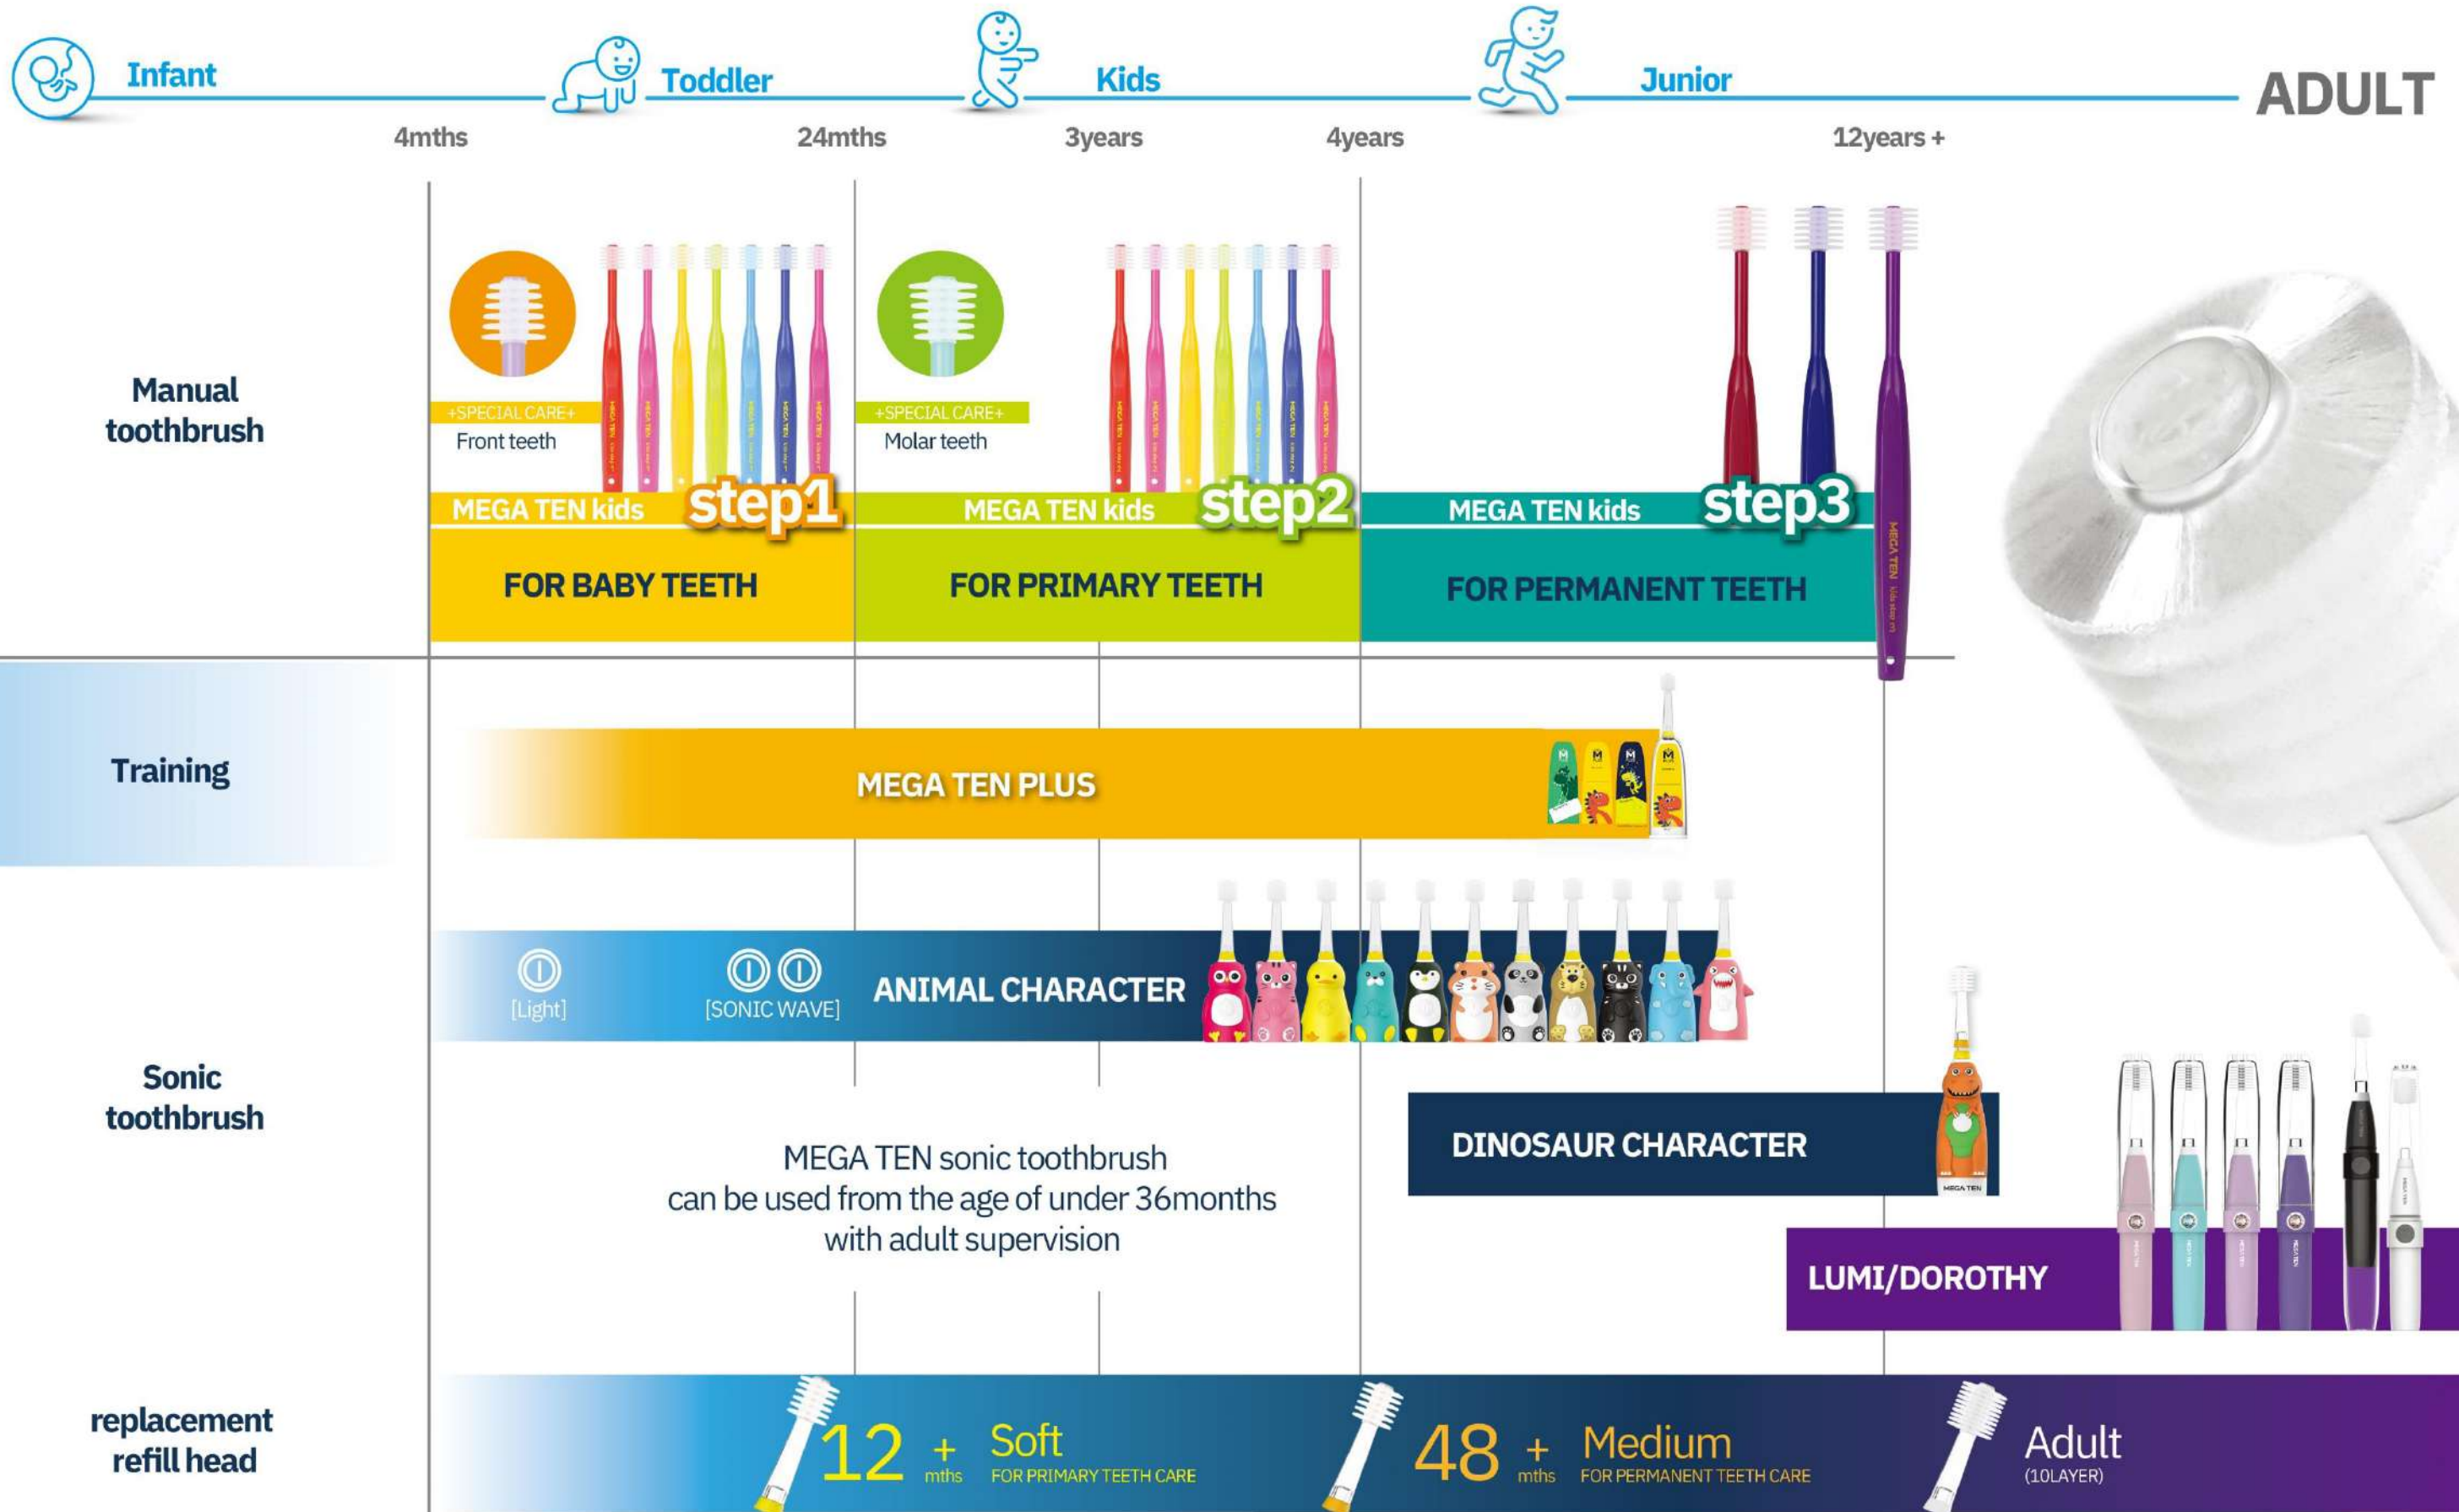 Infant
Toddler
Kids
Junior
ADULT
4mths
24mths
3years
4years
12years +
Manual
toothbrush
+SPECIAL CARE+
Front teeth
MEGA TEN kids
step1
FOR BABY TEETH
+SPECIAL CARE+
Molar teeth
MEGA TEN kids
step2
FOR PRIMARY TEETH
MEGA TEN kids
step3
FOR PERMANENT TEETH
MEGA TEN
Training
MEGA TEN PLUS
Sonic
toothbrush
[Light]
[SONIC WAVE]
ANIMAL CHARACTER
MEGA TEN sonic toothbrush
can be used from the age of under 36months
with adult supervision
DINOSAUR CHARACTER
MEGA TEN
LUMI/DOROTHY
replacement
refill head
12 + mths
Soft
FOR PRIMARY TEETH CARE
48 + mths
Medium
FOR PERMANENT TEETH CARE
Adult
(10LAYER)